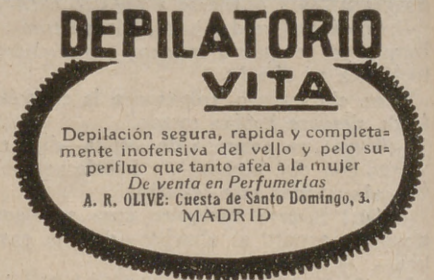 DEPILATORIO
VITA
Depilación segura, rapida y completa=
mente inofensiva del vello y pelo su=
perfluo que tanto afea a la mujer
De venta en Perfumerías
A. R. OLIVE: Cuesta de Santo Domingo, 3.
MADRID